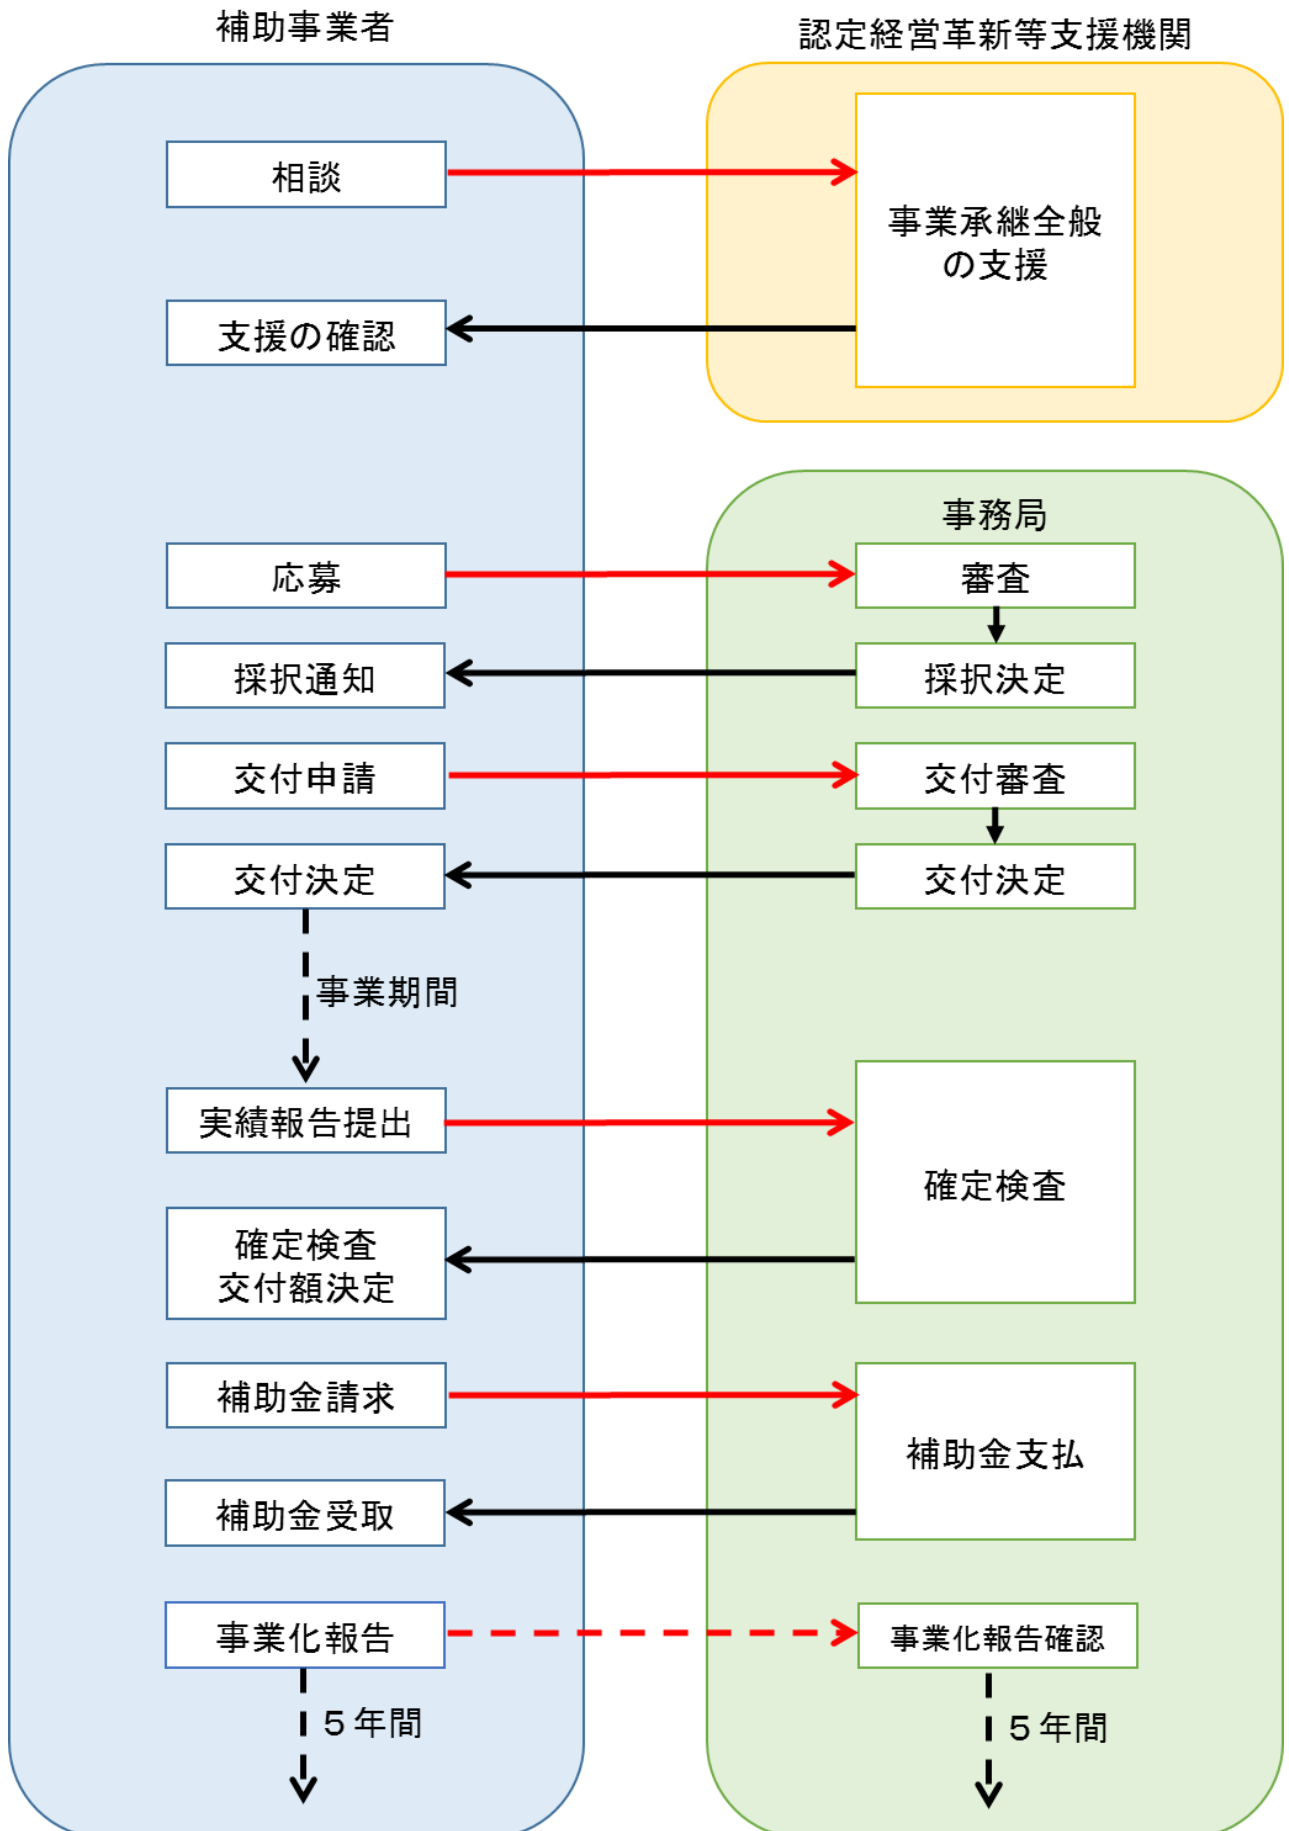 補助事業者
認定経営革新等支援機関
相談
事業承継全般
の支援
支援の確認
事務局
応募
審査
採択通知
採択決定
交付申請
交付審査
交付決定
交付決定
事業期間
実績報告提出
確定検査
確定検査
交付額決定
補助金請求
補助金支払
補助金受取
事業化報告
事業化報告確認
５年間
５年間